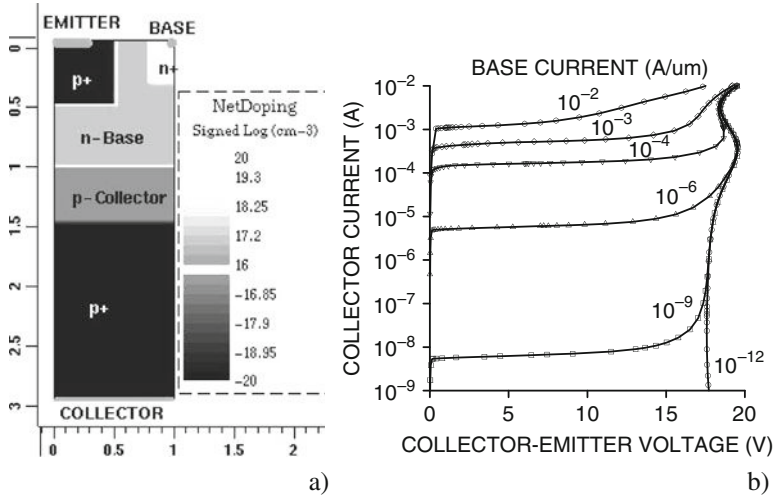 EMITTER
BASE
p+
n+
n-Base
p-Collector
p+
COLLECTOR
0
0.5
1
1.5
2
2.5
3
0
0.5
1
1.5
2
NetDoping
Signed Log (cm-3)
20
19.3
18.25
17.2
16
-16.85
-17.9
-18.95
-20
a)
BASE CURRENT (A/um)
10⁻²
10⁻³
10⁻⁴
10⁻⁶
10⁻⁹
10⁻¹²
COLLECTOR CURRENT (A)
10⁻²
10⁻³
10⁻⁴
10⁻⁵
10⁻⁶
10⁻⁷
10⁻⁸
10⁻⁹
0 5 10 15 20
COLLECTOR-EMITTER VOLTAGE (V)
b)